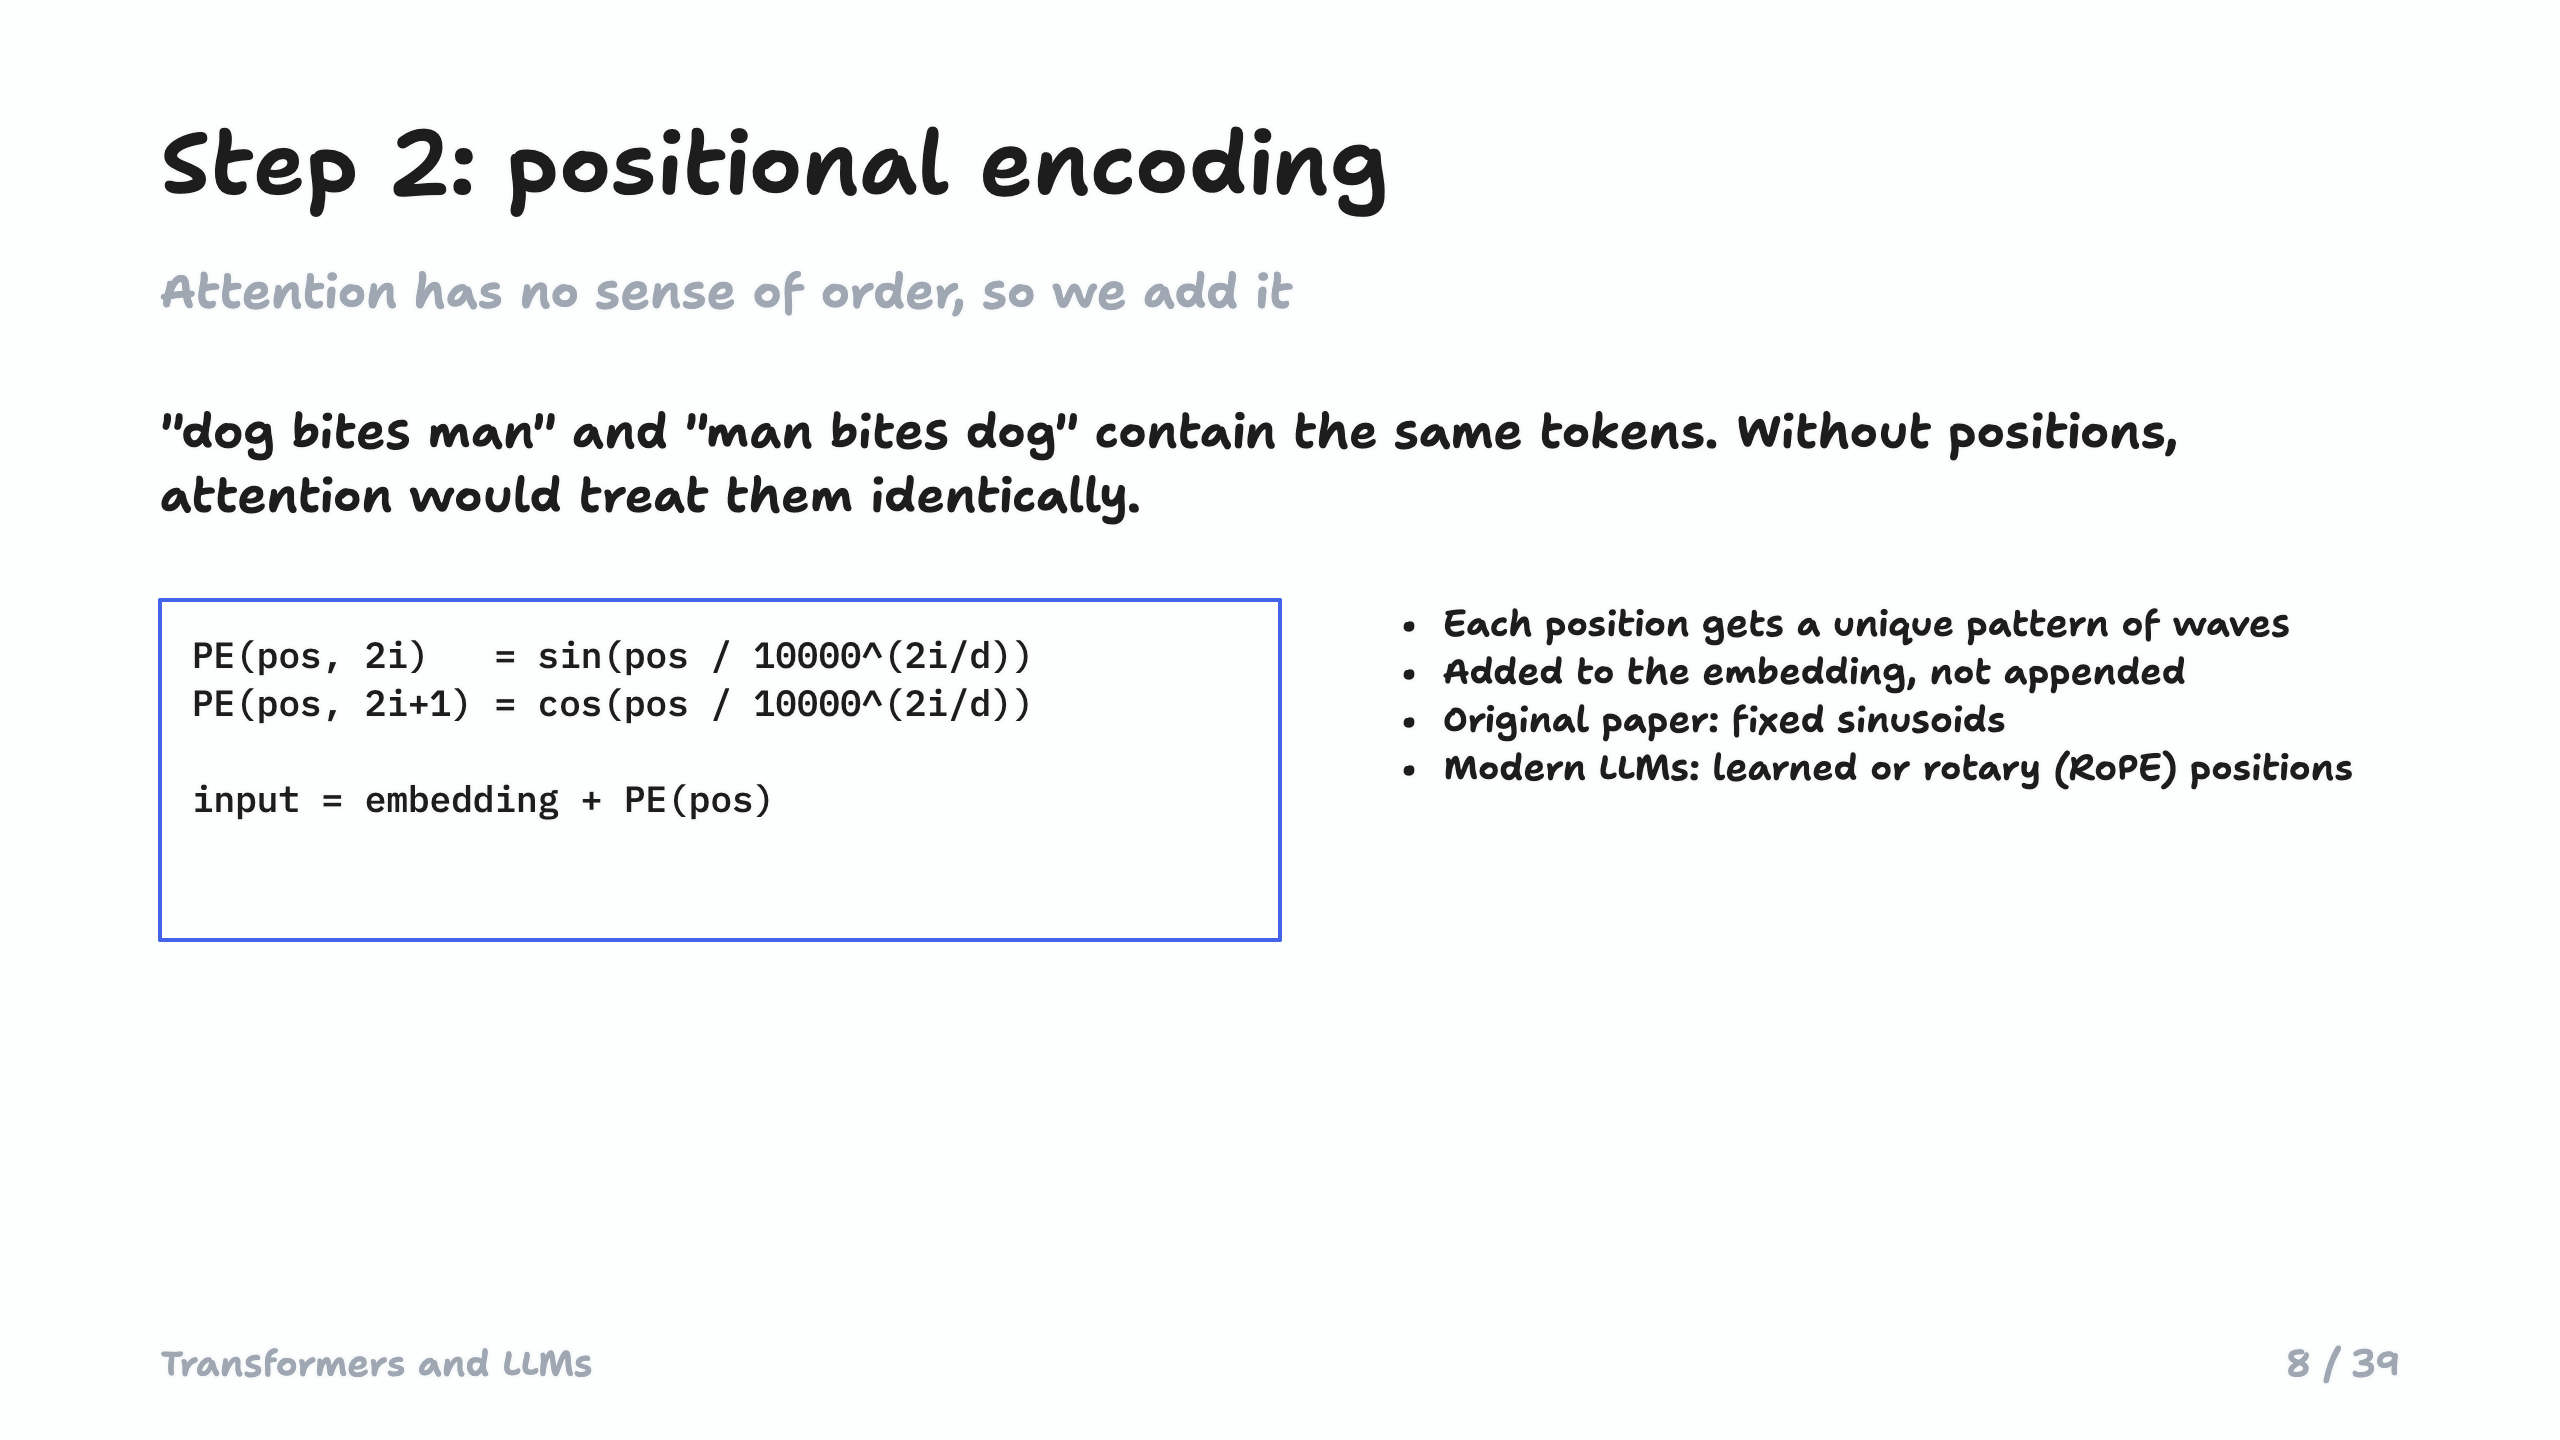 Step 2: positional encoding
Attention has no sense of order, so we add it
"dog bites man" and "man bites dog" contain the same tokens. Without positions,
attention would treat them identically.
PE(pos, 2i)   = sin(pos / 10000^(2i/d))
PE(pos, 2i+1) = cos(pos / 10000^(2i/d))
input = embedding + PE(pos)
• Each position gets a unique pattern of waves
• Added to the embedding, not appended
• Original paper: fixed sinusoids
• Modern LLMs: learned or rotary (RoPE) positions
Transformers and LLMs
8 / 39